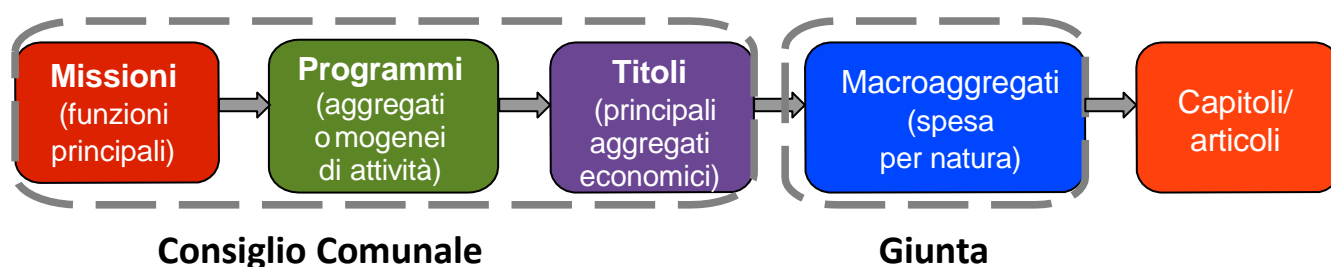 Missioni
(funzioni
principali)
Programmi
(aggregati
o mogenei
di attività)
Titoli
(principali
aggregati
economici)
Macroaggregati
(spesa
per natura)
Capitoli/
articoli
Consiglio Comunale
Giunta